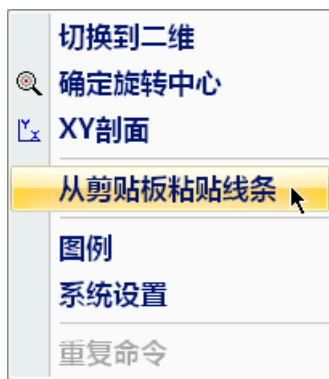 切换到二维
确定旋转中心
XY剖面
从剪贴板粘贴线条
图例
系统设置
重复命令